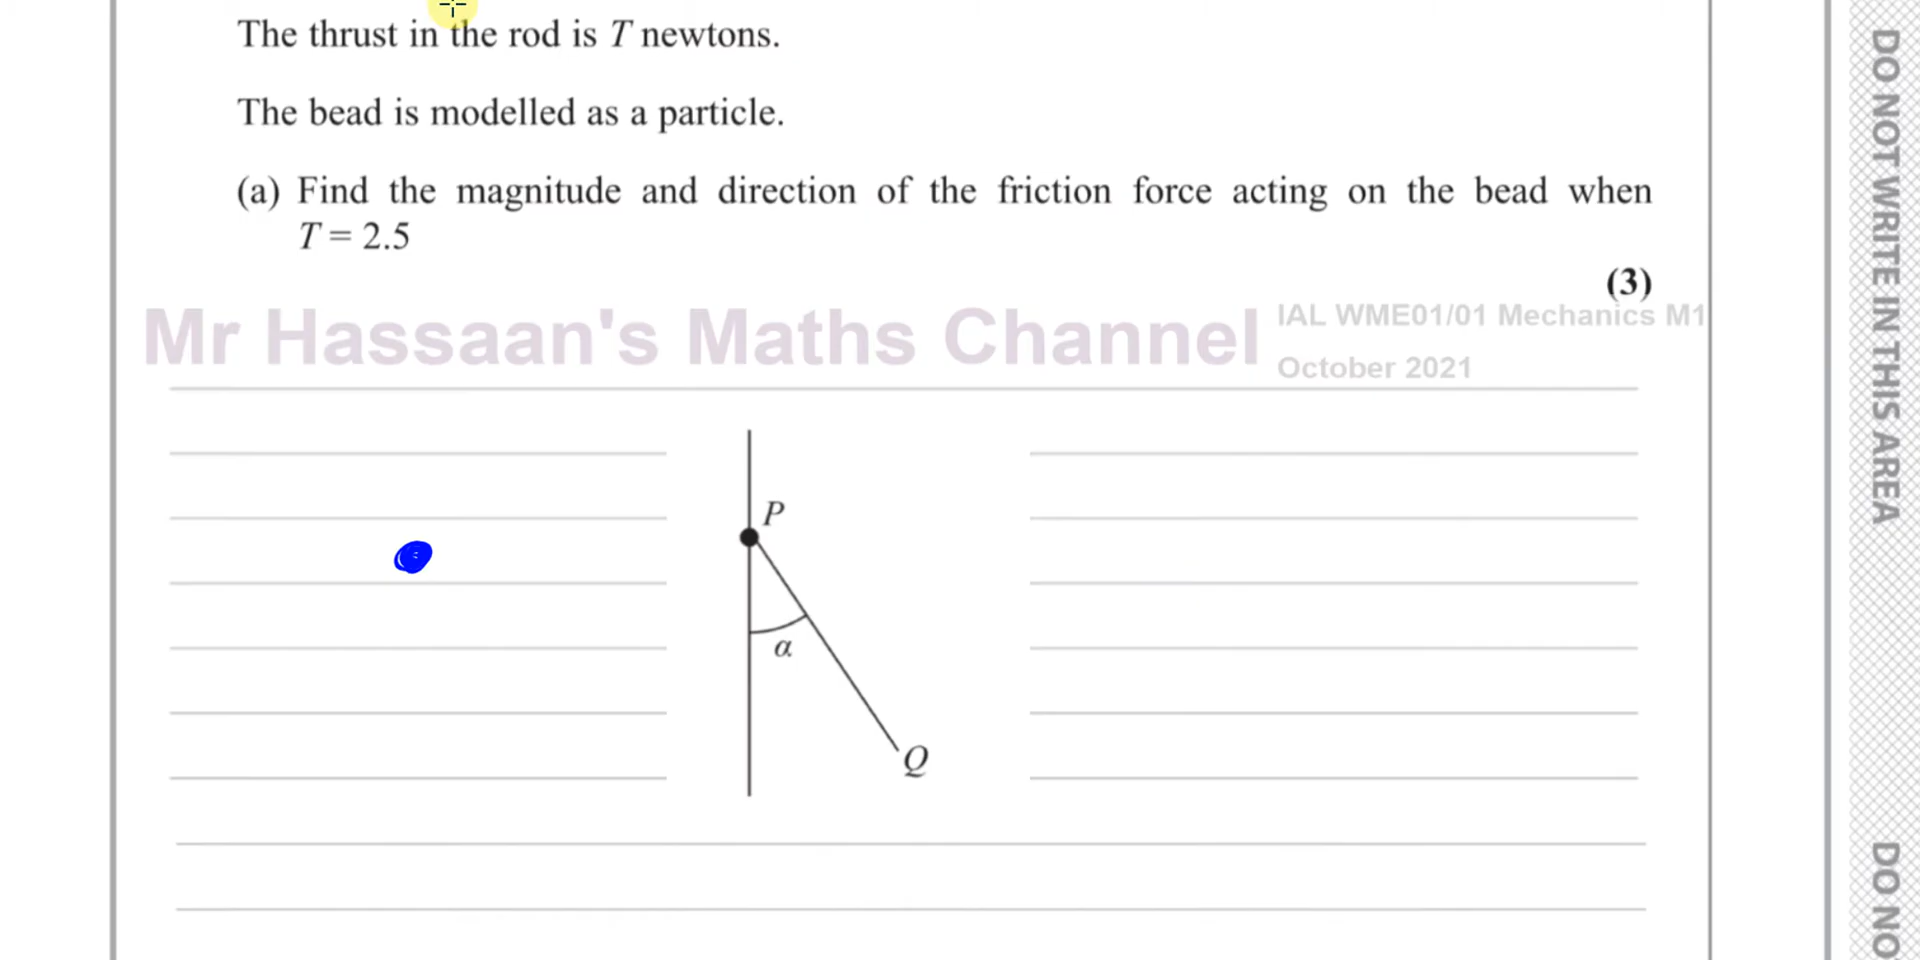 The thrust in the rod is T newtons.
The bead is modelled as a particle.
(a) Find the magnitude and direction of the friction force acting on the bead when
T = 2.5
(3)
Mr Hassaan's Maths Channel
IAL WME01/01 Mechanics M1
October 2021
P
α
Q
DO NOT WRITE IN THIS AREA
DO NO